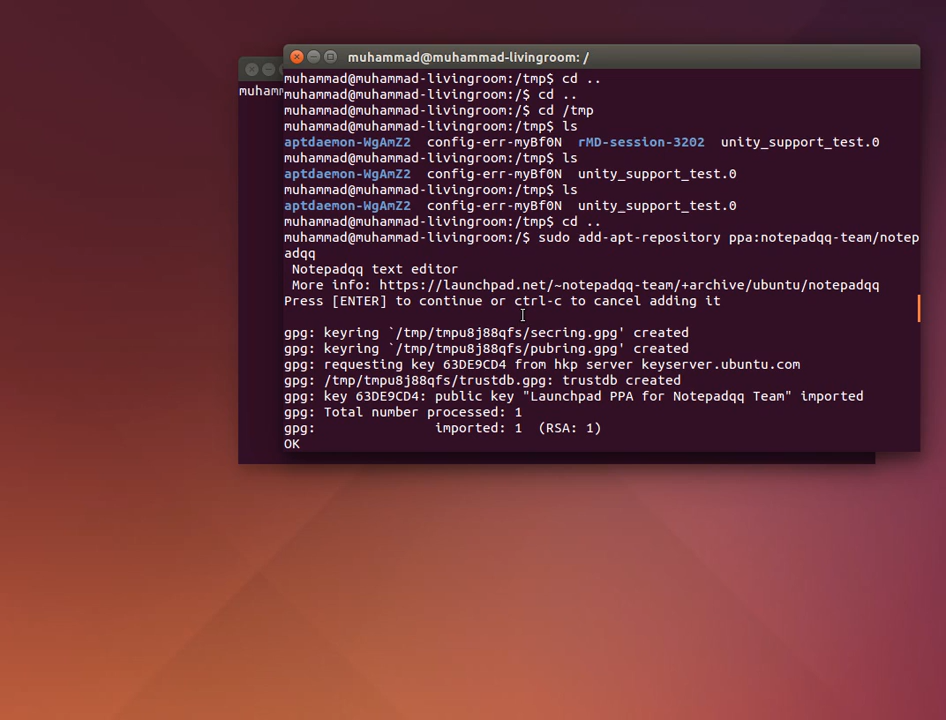 muhammad@muhammad-livingroom: /
muhamm
muhammad@muhammad-livingroom:/tmp$ cd ..
muhammad@muhammad-livingroom:/$ cd ..
muhammad@muhammad-livingroom:/$ cd /tmp
muhammad@muhammad-livingroom:/tmp$ ls
aptdaemon-WgAmZ2 config-err-myBf0N rMD-session-3202 unity_support_test.0
muhammad@muhammad-livingroom:/tmp$ ls
aptdaemon-WgAmZ2 config-err-myBf0N unity_support_test.0
muhammad@muhammad-livingroom:/tmp$ ls
aptdaemon-WgAmZ2 config-err-myBf0N unity_support_test.0
muhammad@muhammad-livingroom:/tmp$ cd ..
muhammad@muhammad-livingroom:/$ sudo add-apt-repository ppa:notepadqq-team/notep
adqq
Notepadqq text editor
More info: https://launchpad.net/~notepadqq-team/+archive/ubuntu/notepadqq
Press [ENTER] to continue or ctrl-c to cancel adding it
gpg: keyring `/tmp/tmpu8j88qfs/secring.gpg' created
gpg: keyring `/tmp/tmpu8j88qfs/pubring.gpg' created
gpg: requesting key 63DE9CD4 from hkp server keyserver.ubuntu.com
gpg: /tmp/tmpu8j88qfs/trustdb.gpg: trustdb created
gpg: key 63DE9CD4: public key "Launchpad PPA for Notepadqq Team" imported
gpg: Total number processed: 1
gpg: imported: 1 (RSA: 1)
OK